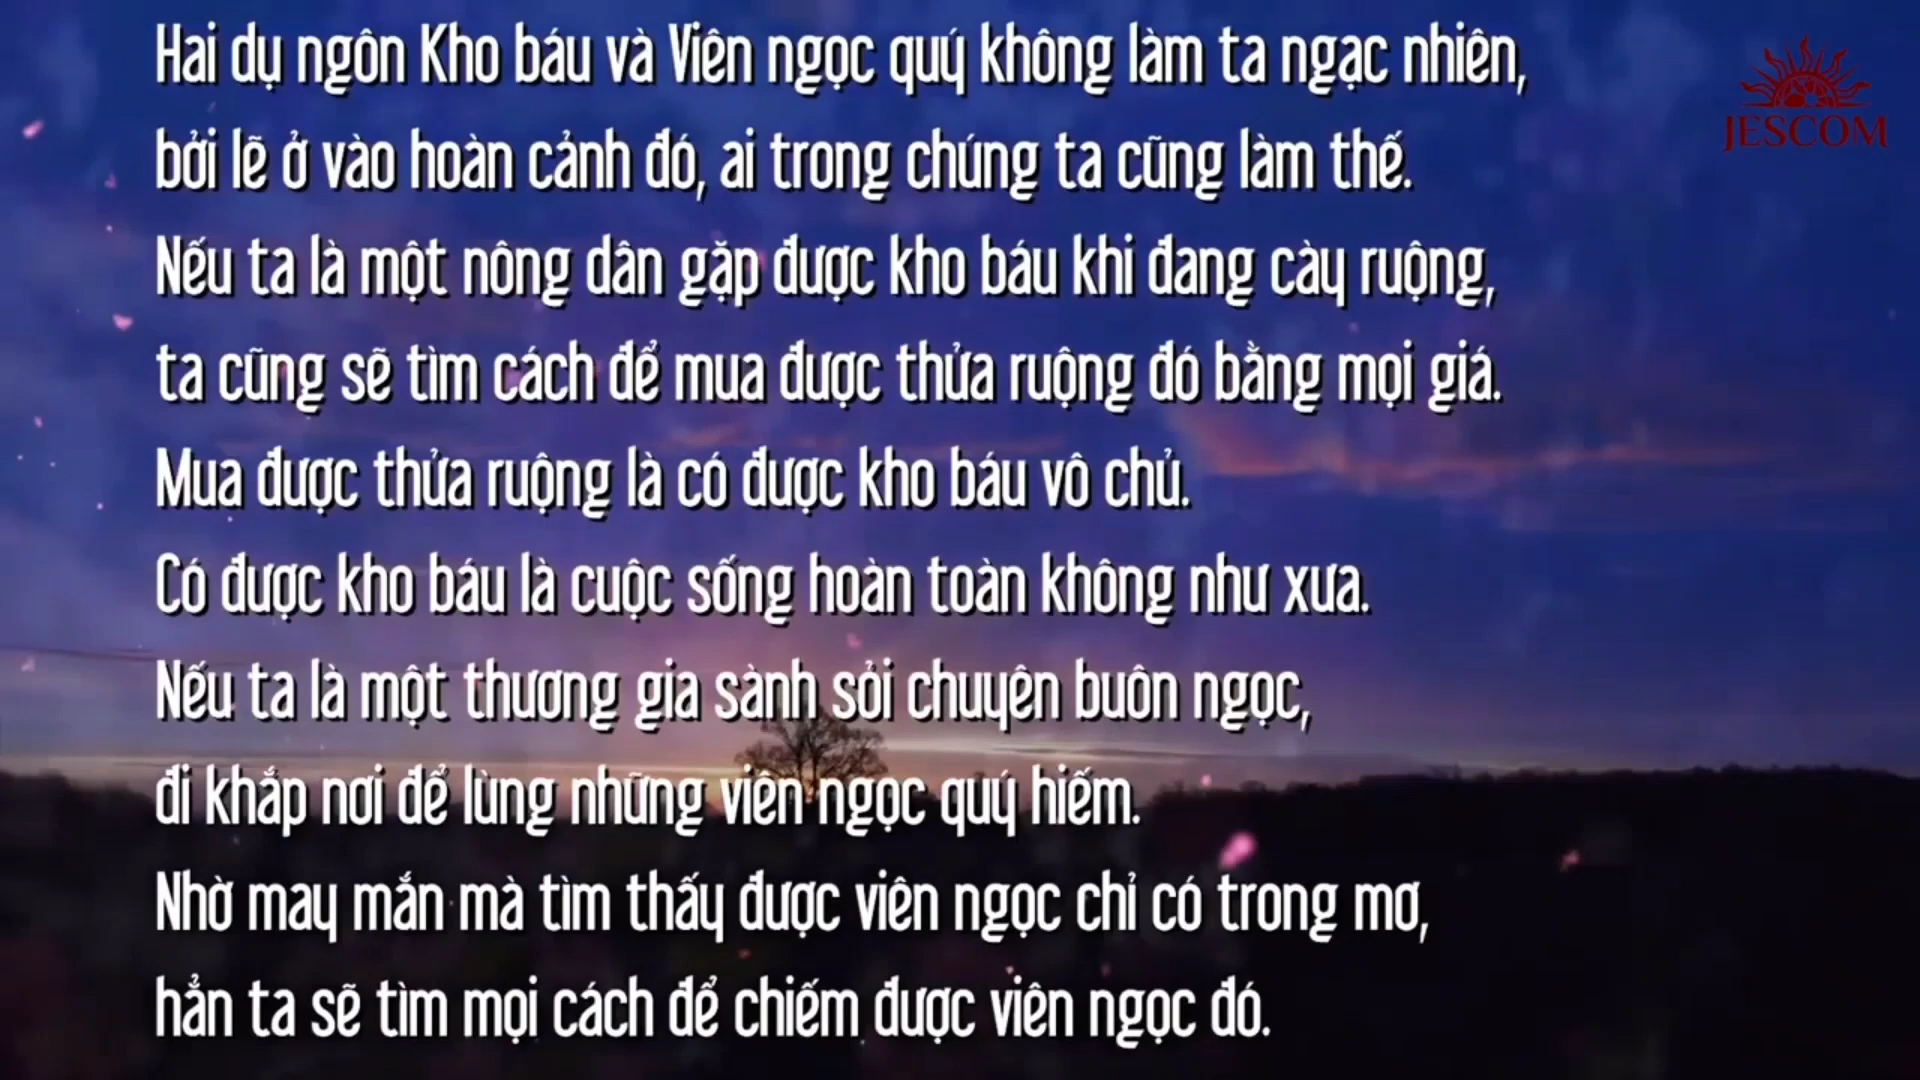 Hai dụ ngôn Kho báu và Viên ngọc quý không làm ta ngạc nhiên,
bởi lẽ ở vào hoàn cảnh đó, ai trong chúng ta cũng làm thế.
Nếu ta là một nông dân gặp được kho báu khi đang cày ruộng,
ta cũng sẽ tìm cách để mua được thửa ruộng đó bằng mọi giá.
Mua được thửa ruộng là có được kho báu vô chủ.
Có được kho báu là cuộc sống hoàn toàn không như xưa.
Nếu ta là một thương gia sành sỏi chuyên buôn ngọc,
đi khắp nơi để lùng những viên ngọc quý hiếm.
Nhờ may mắn mà tìm thấy được viên ngọc chỉ có trong mơ,
hẳn ta sẽ tìm mọi cách để chiếm được viên ngọc đó.
JESCOM